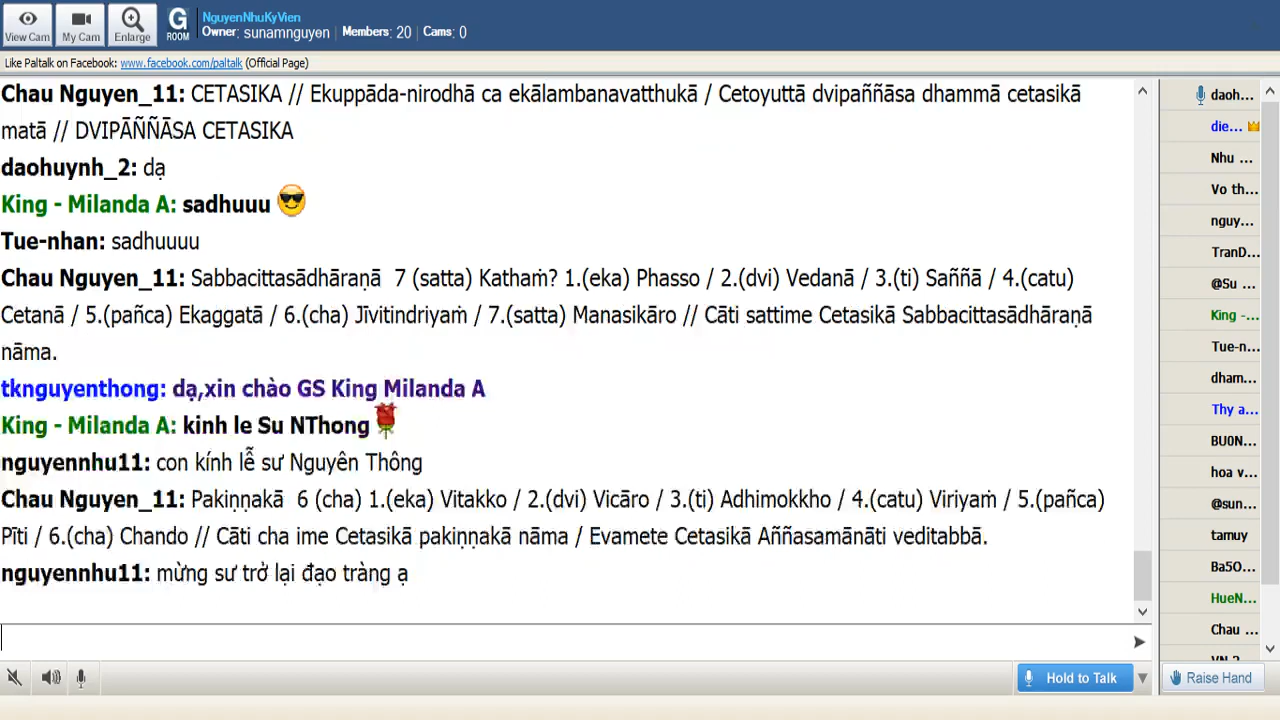 View Cam
My Cam
Enlarge
G
ROOM
NguyenNhuKyVien
Owner: sunamnguyen | Members: 20 | Cams: 0
Like Paltalk on Facebook: www.facebook.com/paltalk (Official Page)
Chau Nguyen_11: CETASIKA // Ekuppāda-nirodhā ca ekālambanavatthukā / Cetoyuttā dvipaññāsa dhammā cetasikā
matā // DVIPĀÑÑĀSA CETASIKA
daohuynh_2: dạ
King - Milanda A: sadhuuu
Tue-nhan: sadhuuuu
Chau Nguyen_11: Sabbacittasādhāraṇā 7 (satta) Kathaṁ? 1.(eka) Phasso / 2.(dvi) Vedanā / 3.(ti) Saññā / 4.(catu)
Cetanā / 5.(pañca) Ekaggatā / 6.(cha) Jīvitindriyaṁ / 7.(satta) Manasikāro // Cāti sattime Cetasikā Sabbacittasādhāraṇā
nāma.
tknguyenthong: dạ,xin chào GS King Milanda A
King - Milanda A: kinh le Su NThong
nguyennhu11: con kính lễ sư Nguyên Thông
Chau Nguyen_11: Pakiṇṇakā 6 (cha) 1.(eka) Vitakko / 2.(dvi) Vicāro / 3.(ti) Adhimokkho / 4.(catu) Viriyaṁ / 5.(pañca)
Pīti / 6.(cha) Chando // Cāti cha ime Cetasikā pakiṇṇakā nāma / Evamete Cetasikā Aññasamānāti veditabbā.
nguyennhu11: mừng sư trở lại đạo tràng ạ
daoh...
die...
Nhu ...
Vo th...
nguy...
TranD...
@Su ...
King -...
Tue-n...
dham...
Thy a...
BU0N...
hoa v...
@sun...
tamuy
Ba5O...
HueN...
Chau ...
Hold to Talk
Raise Hand